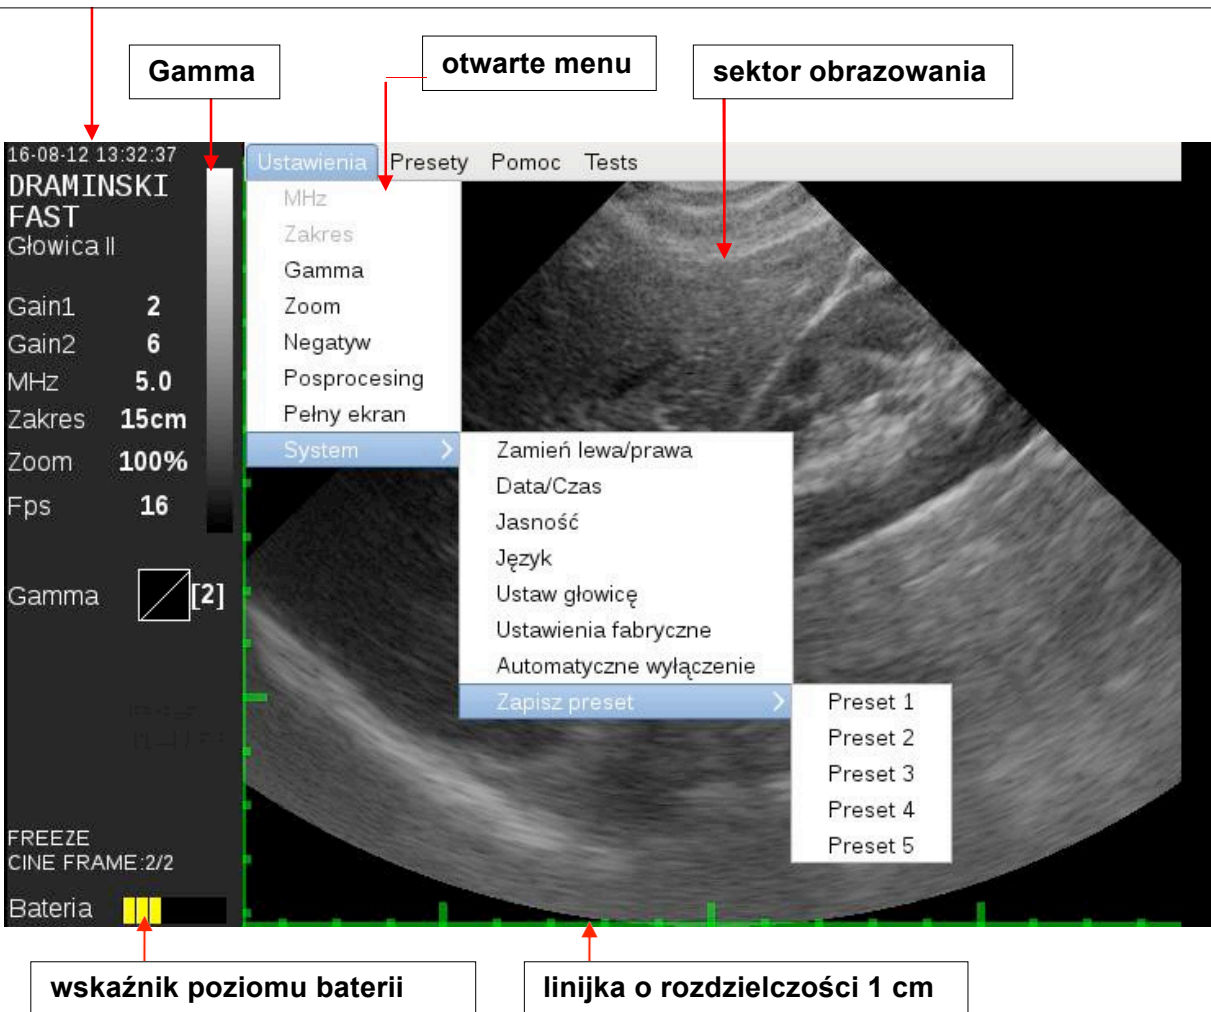 Gamma
otwarte menu
sektor obrazowania
16-08-12 13:32:37
DRAMINSKI
FAST
Głowica II
Gain1 2
Gain2 6
MHz 5.0
Zakres 15cm
Zoom 100%
Fps 16
Gamma [2]
FREEZE
CINE FRAME:2/2
Bateria
Ustawienia Presety Pomoc Tests
MHz
Zakres
Gamma
Zoom
Negatyw
Posprocesing
Pełny ekran
System
Zamień lewa/prawa
Data/Czas
Jasność
Język
Ustaw głowicę
Ustawienia fabryczne
Automatyczne wyłączenie
Zapisz preset
Preset 1
Preset 2
Preset 3
Preset 4
Preset 5
wskaźnik poziomu baterii
linijka o rozdzielczości 1 cm